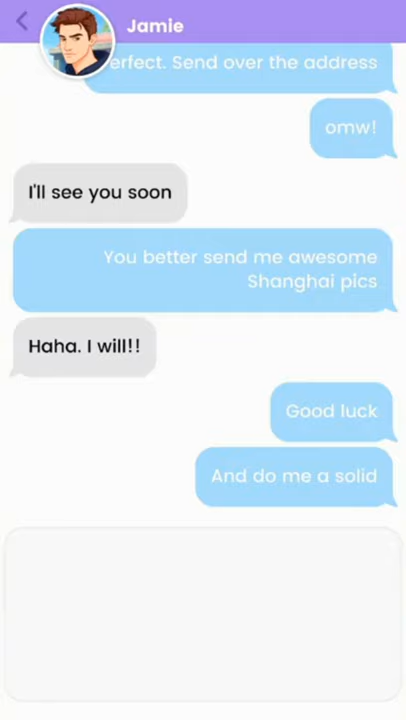 Jamie
erfect. Send over the address
omw!
I'll see you soon
You better send me awesome
Shanghai pics
Haha. I will!!
Good luck
And do me a solid